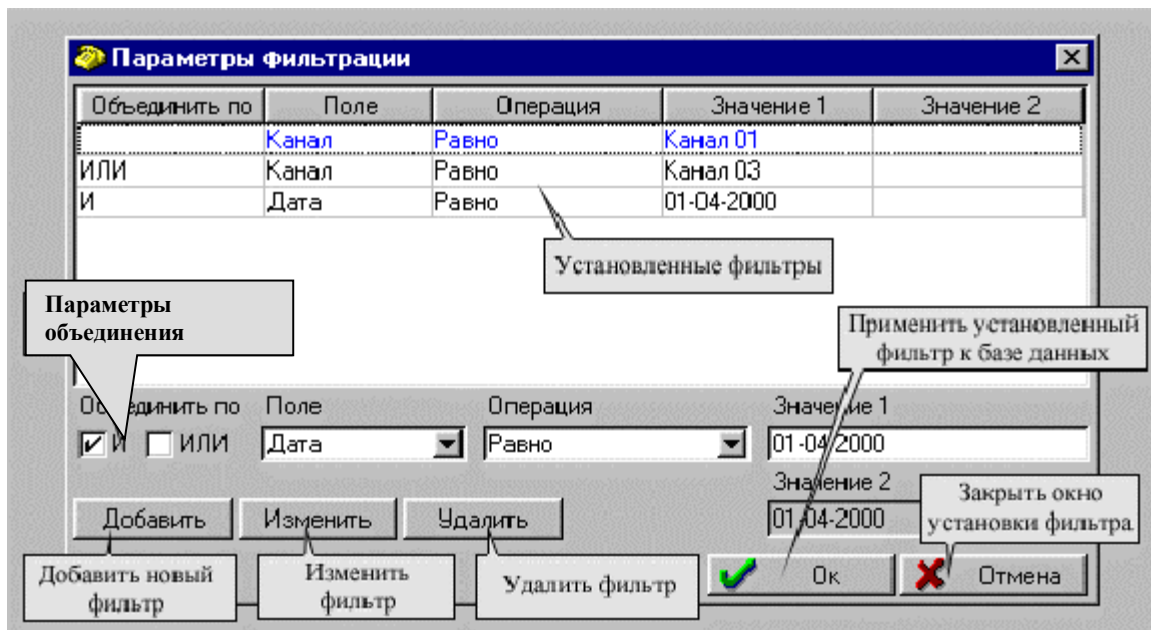 Параметры фильтрации
Объединить по Поле Операция Значение 1 Значение 2
Канал Равно Канал 01
ИЛИ Канал Равно Канал 03
И Дата Равно 01-04-2000
Установленные фильтры
Параметры
объединения
Применить установленный
фильтр к базе данных
Объединить по Поле Операция Значение 1
И ИЛИ Дата Равно 01-04-2000
Значение 2
01-04-2000
Закрыть окно
установки фильтра
Добавить Изменить Удалить
Добавить новый
фильтр
Изменить
фильтр
Удалить фильтр
Ок Отмена